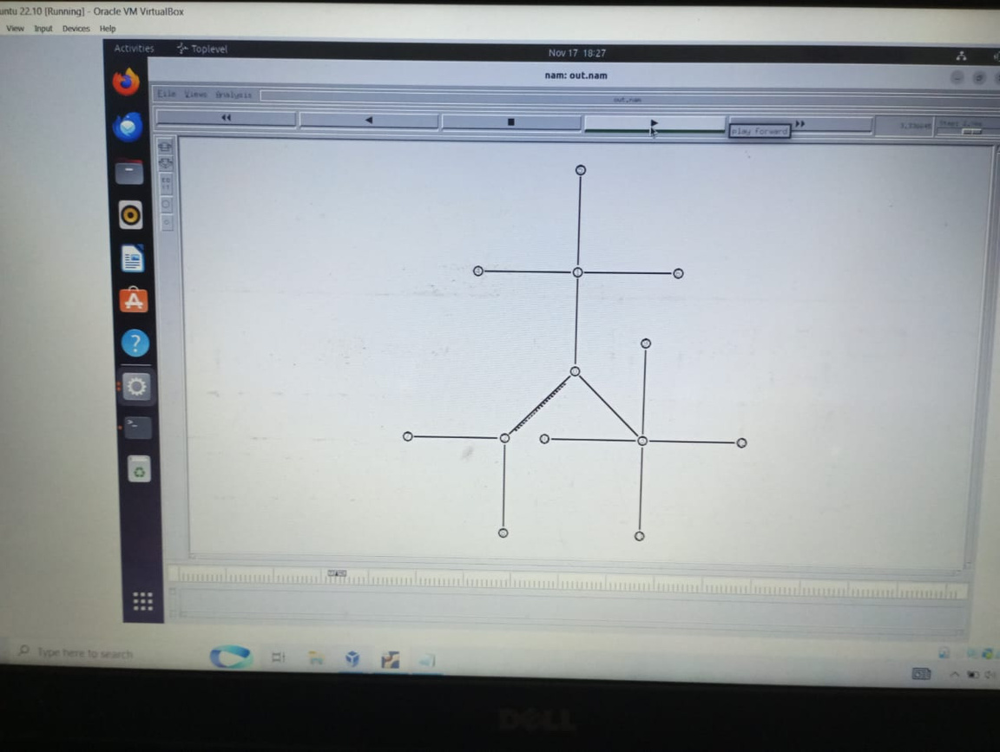 untu 22.10 [Running] - Oracle VM VirtualBox
View Input Devices Help
Activities Toplevel Nov 17 18:27
nam: out.nam
File Views Analysis
out.nam
play forward
Type here to search
DELL